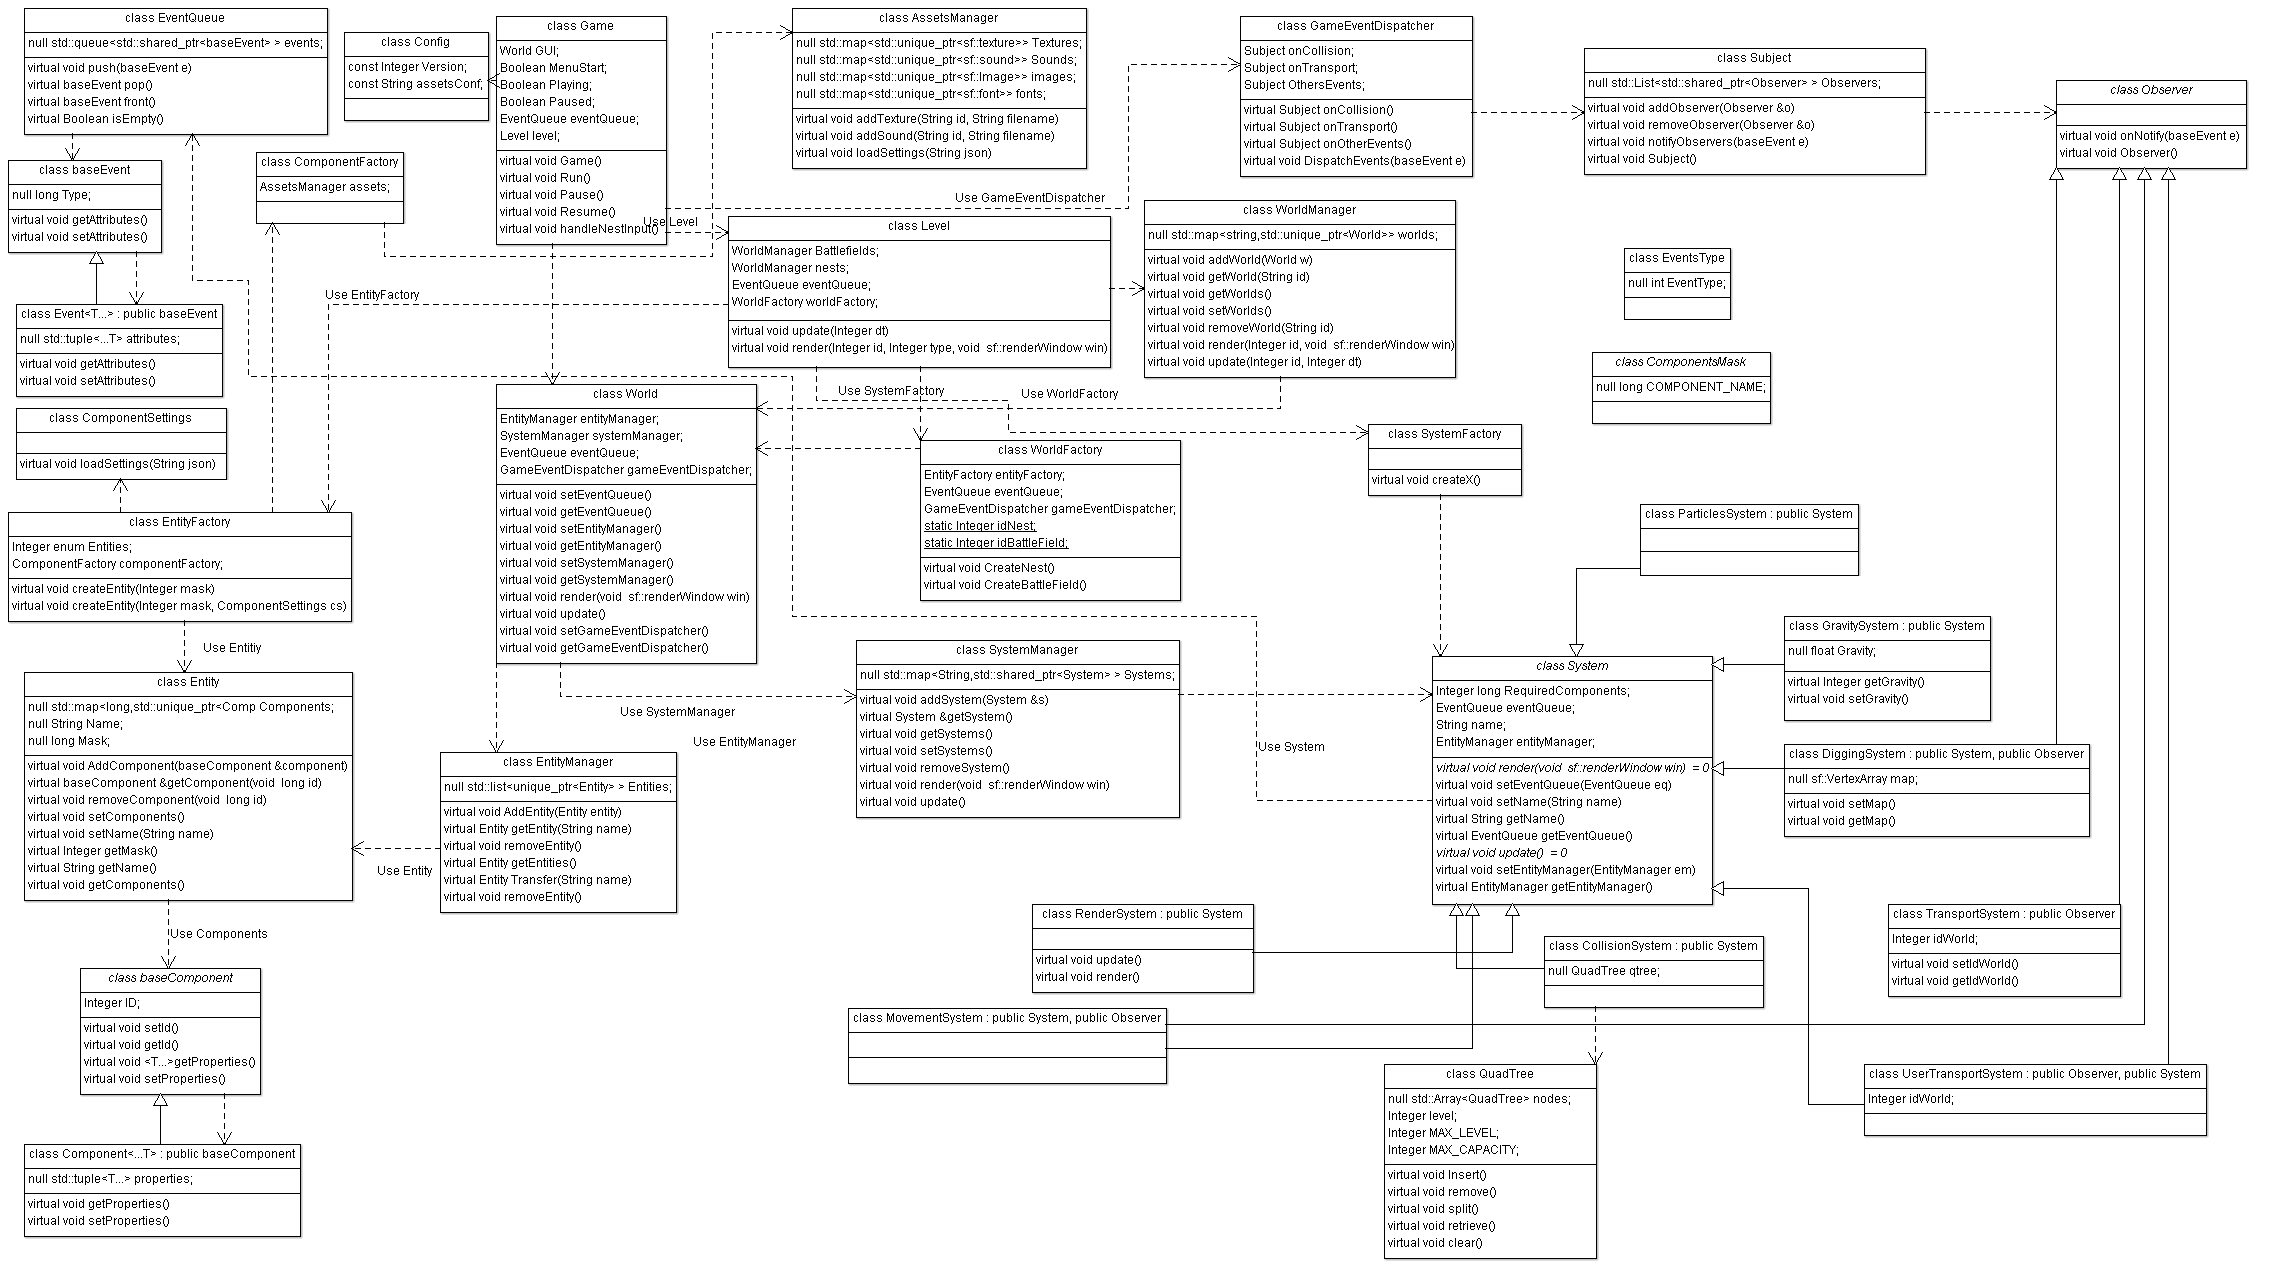 class EventQueue
null std::queue<std::shared_ptr<baseEvent> > events;
virtual void push(baseEvent e)
virtual baseEvent pop()
virtual baseEvent front()
virtual Boolean isEmpty()
class Config
const Integer Version;
const String assetsConf;
class Game
World GUI;
Boolean MenuStart;
Boolean Playing;
Boolean Paused;
EventQueue eventQueue;
Level level;
virtual void Game()
virtual void Run()
virtual void Pause()
virtual void Resume()
virtual void handleNestInput()
class AssetsManager
null std::map<std::unique_ptr<sf::texture>> Textures;
null std::map<std::unique_ptr<sf::sound>> Sounds;
null std::map<std::unique_ptr<sf::Image>> images;
null std::map<std::unique_ptr<sf::font>> fonts;
virtual void addTexture(String id, String filename)
virtual void addSound(String id, String filename)
virtual void loadSettings(String json)
class GameEventDispatcher
Subject onCollision;
Subject onTransport;
Subject OthersEvents;
virtual Subject onCollision()
virtual Subject onTransport()
virtual Subject onOtherEvents()
virtual void DispatchEvents(baseEvent e)
class Subject
null std::List<std::shared_ptr<Observer> > Observers;
virtual void addObserver(Observer &o)
virtual void removeObserver(Observer &o)
virtual void notifyObservers(baseEvent e)
virtual void Subject()
class Observer
virtual void onNotify(baseEvent e)
virtual void Observer()
class baseEvent
null long Type;
virtual void getAttributes()
virtual void setAttributes()
class ComponentFactory
AssetsManager assets;
Use GameEventDispatcher
Use Level
class Level
WorldManager Battlefields;
WorldManager nests;
EventQueue eventQueue;
WorldFactory worldFactory;
virtual void update(Integer dt)
virtual void render(Integer id, Integer type, void  sf::renderWindow win)
class WorldManager
null std::map<string,std::unique_ptr<World>> worlds;
virtual void addWorld(World w)
virtual void getWorld(String id)
virtual void getWorlds()
virtual void setWorlds()
virtual void removeWorld(String id)
virtual void render(Integer id, void  sf::renderWindow win)
virtual void update(Integer id, Integer dt)
class EventsType
null int EventType;
class ComponentsMask
null long COMPONENT_NAME;
Use EntityFactory
class Event<T...> : public baseEvent
null std::tuple<...T> attributes;
virtual void getAttributes()
virtual void setAttributes()
class ComponentSettings
virtual void loadSettings(String json)
class World
EntityManager entityManager;
SystemManager systemManager;
EventQueue eventQueue;
GameEventDispatcher gameEventDispatcher;
virtual void setEventQueue()
virtual void getEventQueue()
virtual void setEntityManager()
virtual void getEntityManager()
virtual void setSystemManager()
virtual void getSystemManager()
virtual void render(void  sf::renderWindow win)
virtual void update()
virtual void setGameEventDispatcher()
virtual void getGameEventDispatcher()
Use SystemFactory
Use WorldFactory
class WorldFactory
EntityFactory entityFactory;
EventQueue eventQueue;
GameEventDispatcher gameEventDispatcher;
static Integer idNest;
static Integer idBattleField;
virtual void CreateNest()
virtual void CreateBattleField()
class SystemFactory
virtual void createX()
class ParticlesSystem : public System
class EntityFactory
Integer enum Entities;
ComponentFactory componentFactory;
virtual void createEntity(Integer mask)
virtual void createEntity(Integer mask, ComponentSettings cs)
Use Entitiy
class Entity
null std::map<long,std::unique_ptr<Comp Components;
null String Name;
null long Mask;
virtual void AddComponent(baseComponent &component)
virtual baseComponent &getComponent(void  long id)
virtual void removeComponent(void  long id)
virtual void setComponents()
virtual void setName(String name)
virtual Integer getMask()
virtual String getName()
virtual void getComponents()
Use SystemManager
Use EntityManager
class EntityManager
null std::list<unique_ptr<Entity> > Entities;
virtual void AddEntity(Entity entity)
virtual Entity getEntity(String name)
virtual void removeEntity()
virtual Entity getEntities()
virtual Entity Transfer(String name)
virtual void removeEntity()
Use Entity
class SystemManager
null std::map<String,std::shared_ptr<System> > Systems;
virtual void addSystem(System &s)
virtual System &getSystem()
virtual void getSystems()
virtual void setSystems()
virtual void removeSystem()
virtual void render(void  sf::renderWindow win)
virtual void update()
Use System
class System
Integer long RequiredComponents;
EventQueue eventQueue;
String name;
EntityManager entityManager;
virtual void render(void  sf::renderWindow win)  = 0
virtual void setEventQueue(EventQueue eq)
virtual void setName(String name)
virtual String getName()
virtual EventQueue getEventQueue()
virtual void update()  = 0
virtual void setEntityManager(EntityManager em)
virtual EntityManager getEntityManager()
class GravitySystem : public System
null float Gravity;
virtual Integer getGravity()
virtual void setGravity()
class DiggingSystem : public System, public Observer
null sf::VertexArray map;
virtual void setMap()
virtual void getMap()
class TransportSystem : public Observer
Integer idWorld;
virtual void setIdWorld()
virtual void getIdWorld()
class RenderSystem : public System
virtual void update()
virtual void render()
class CollisionSystem : public System
null QuadTree qtree;
Use Components
class baseComponent
Integer ID;
virtual void setId()
virtual void getId()
virtual void <T...>getProperties()
virtual void setProperties()
class MovementSystem : public System, public Observer
class QuadTree
null std::Array<QuadTree> nodes;
Integer level;
Integer MAX_LEVEL;
Integer MAX_CAPACITY;
virtual void Insert()
virtual void remove()
virtual void split()
virtual void retrieve()
virtual void clear()
class UserTransportSystem : public Observer, public System
Integer idWorld;
class Component<...T> : public baseComponent
null std::tuple<T...> properties;
virtual void getProperties()
virtual void setProperties()